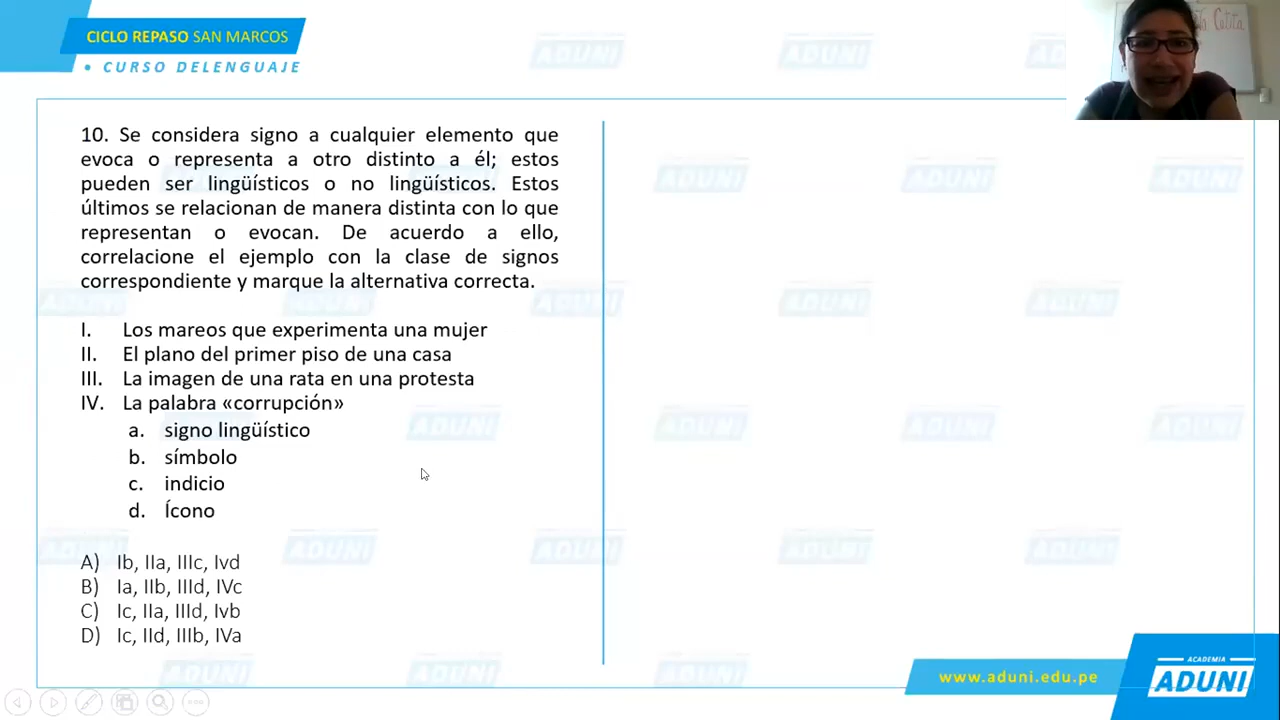 CICLO REPASO SAN MARCOS
• CURSO DELENGUAJE
10. Se considera signo a cualquier elemento que
evoca o representa a otro distinto a él; estos
pueden ser lingüísticos o no lingüísticos. Estos
últimos se relacionan de manera distinta con lo que
representan o evocan. De acuerdo a ello,
correlacione el ejemplo con la clase de signos
correspondiente y marque la alternativa correcta.
I. Los mareos que experimenta una mujer
II. El plano del primer piso de una casa
III. La imagen de una rata en una protesta
IV. La palabra «corrupción»
a. signo lingüístico
b. símbolo
c. indicio
d. Ícono
A) Ib, IIa, IIIc, Ivd
B) Ia, IIb, IIId, IVc
C) Ic, IIa, IIId, Ivb
D) Ic, IId, IIIb, IVa
www.aduni.edu.pe
ACADEMIA
ADUNI